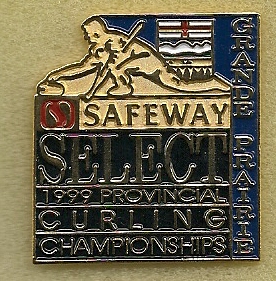 S SAFEWAY
SELECT
1999 PROVINCIAL
CURLING
CHAMPIONSHIPS
GRANDE PRAIRIE